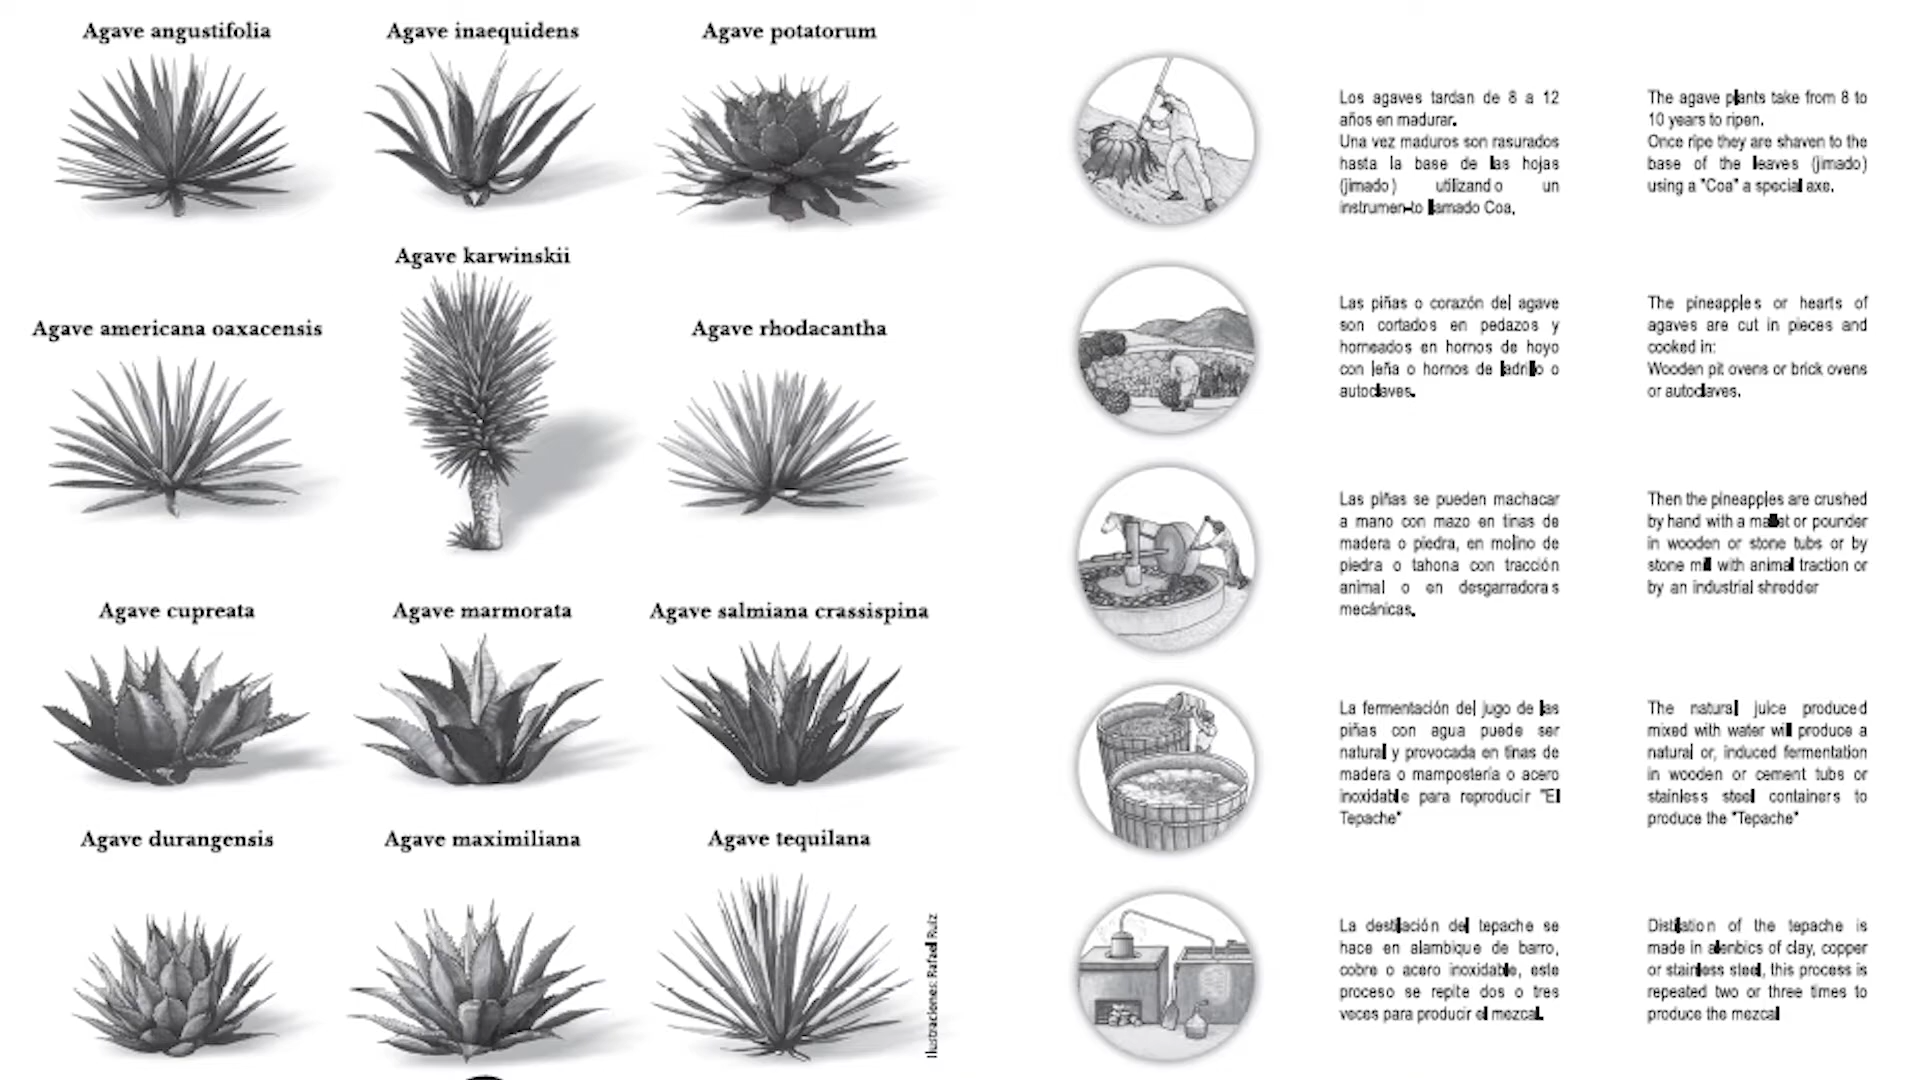 Agave angustifolia
Agave inaequidens
Agave potatorum
Agave karwinskii
Agave americana oaxacensis
Agave rhodacantha
Agave cupreata
Agave marmorata
Agave salmiana crassispina
Agave durangensis
Agave maximiliana
Agave tequilana
Ilustraciones: Rafael Ruíz
Los agaves tardan de 8 a 12
años en madurar.
Una vez maduros son rasurados
hasta la base de las hojas
(jimado) utilizando un
instrumen-to llamado Coa.
The agave plants take from 8 to
10 years to ripen.
Once ripe they are shaven to the
base of the leaves (jimado)
using a "Coa" a special axe.
Las piñas o corazón del agave
son cortados en pedazos y
horneados en hornos de hoyo
con leña o hornos de ladrillo o
autoclaves.
The pineapples or hearts of
agaves are cut in pieces and
cooked in:
Wooden pit ovens or brick ovens
or autoclaves.
Las piñas se pueden machacar
a mano con mazo en tinas de
madera o piedra, en molino de
piedra o tahona con tracción
animal o en desgarradoras
mecánicas.
Then the pineapples are crushed
by hand with a mallet or pounder
in wooden or stone tubs or by
stone mill with animal traction or
by an industrial shredder
La fermentación del jugo de las
piñas con agua puede ser
natural y provocada en tinas de
madera o mampostería o acero
inoxidable para reproducir "El
Tepache"
The natural juice produced
mixed with water will produce a
natural or, induced fermentation
in wooden or cement tubs or
stainless steel containers to
produce the "Tepache"
La destilación del tepache se
hace en alambique de barro,
cobre o acero inoxidable, este
proceso se repite dos o tres
veces para producir el mezcal.
Distilation of the tepache is
made in alenbics of clay, copper
or stainless steel, this process is
repeated two or three times to
produce the mezcal